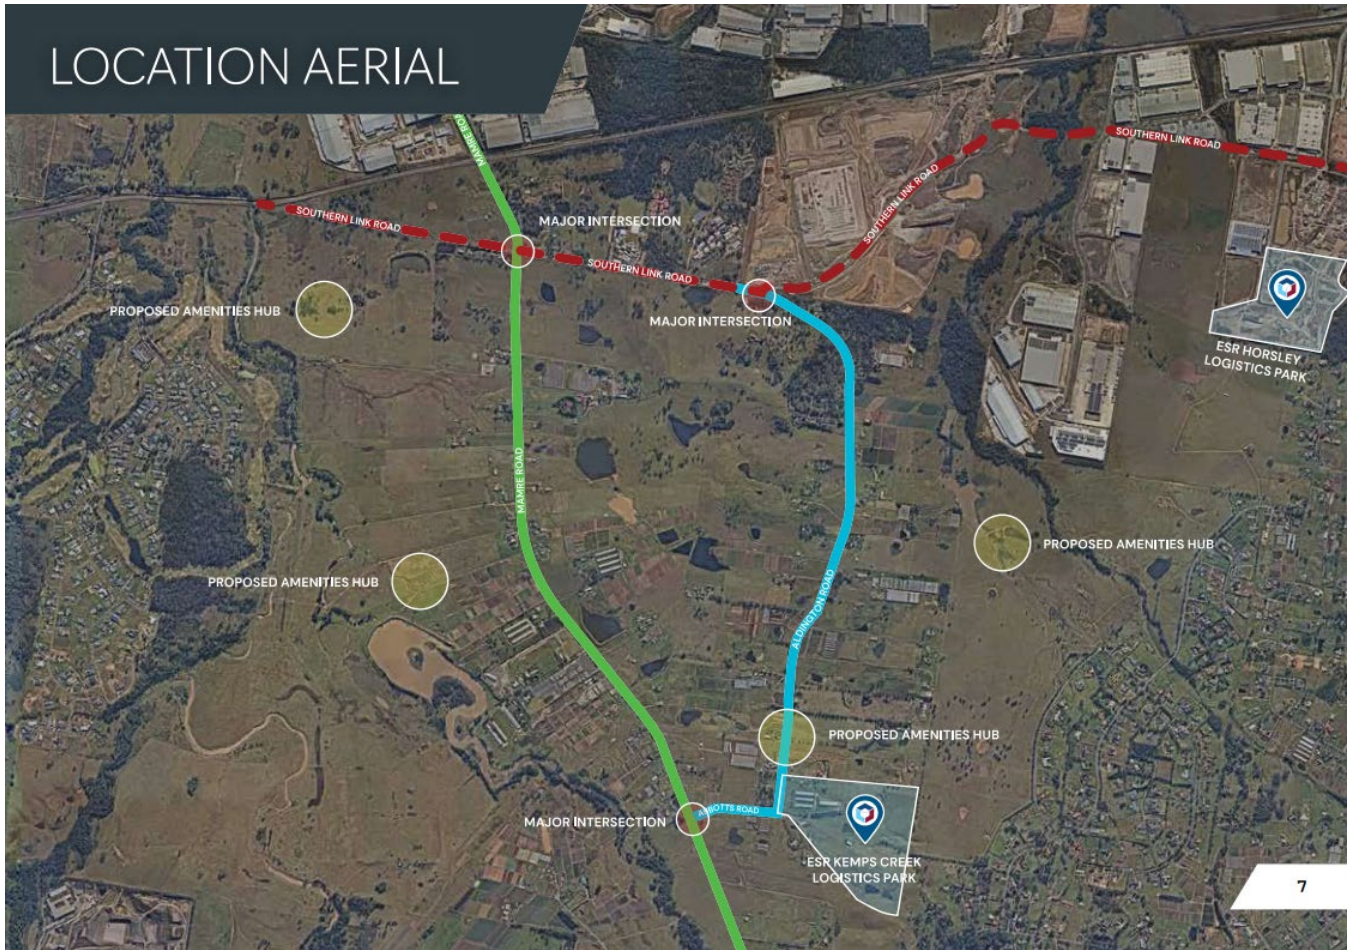 LOCATION AERIAL
MAMRE ROAD
SOUTHERN LINK ROAD
SOUTHERN LINK ROAD
MAJOR INTERSECTION
SOUTHERN LINK ROAD
SOUTHERN LINK ROAD
PROPOSED AMENITIES HUB
MAJOR INTERSECTION
ESR HORSLEY
LOGISTICS PARK
MAMRE ROAD
PROPOSED AMENITIES HUB
PROPOSED AMENITIES HUB
ALDINGTON ROAD
PROPOSED AMENITIES HUB
ABBOTTS ROAD
MAJOR INTERSECTION
ESR KEMPS CREEK
LOGISTICS PARK
7